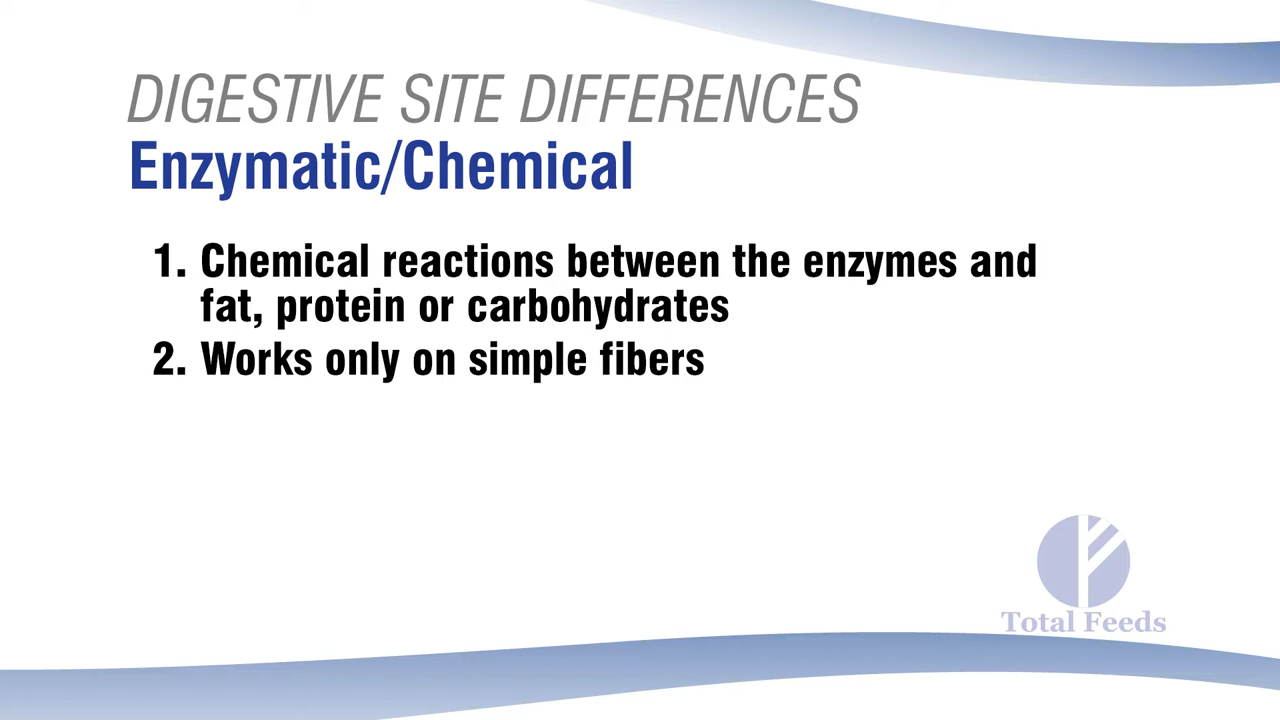 DIGESTIVE SITE DIFFERENCES
Enzymatic/Chemical
1. Chemical reactions between the enzymes and
fat, protein or carbohydrates
2. Works only on simple fibers
Total Feeds